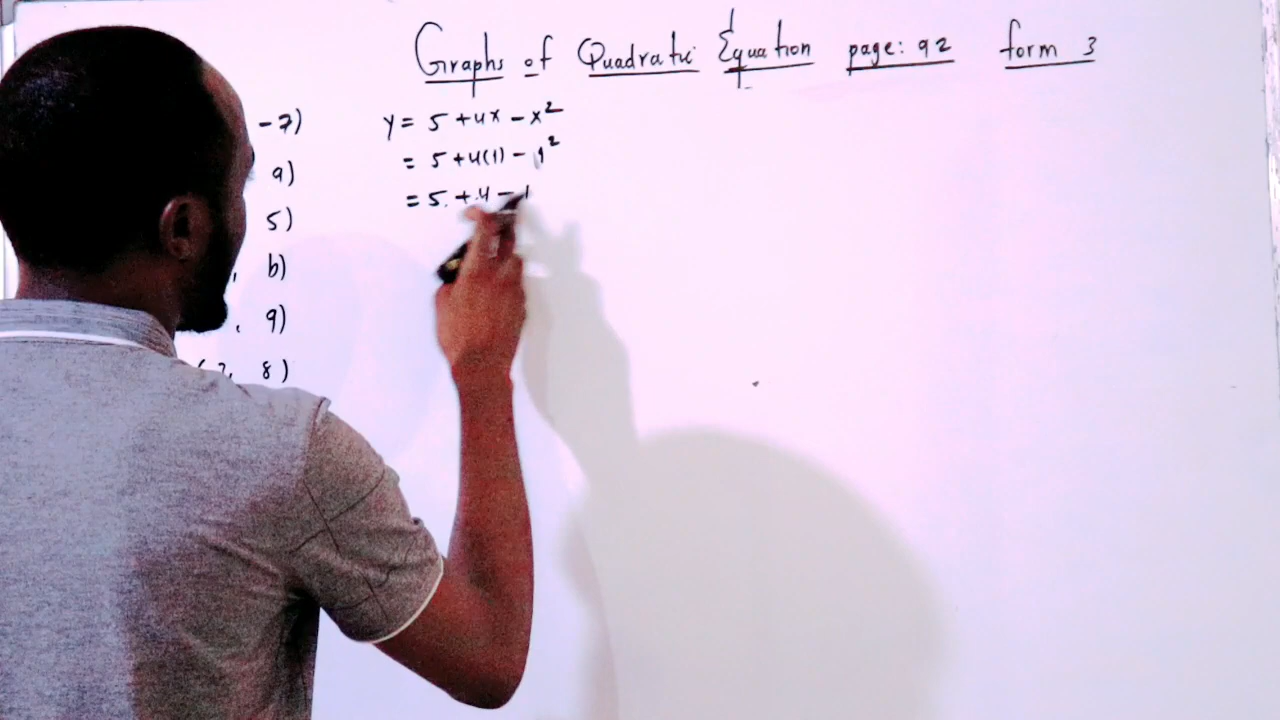 Graphs of Quadratic Equation page: 92 form 3
-7)
a)
5)
, b)
, 9)
(2, 8)
y = 5 + 4x - x²
= 5 + 4(1) - 1²
= 5 + 4 - 1